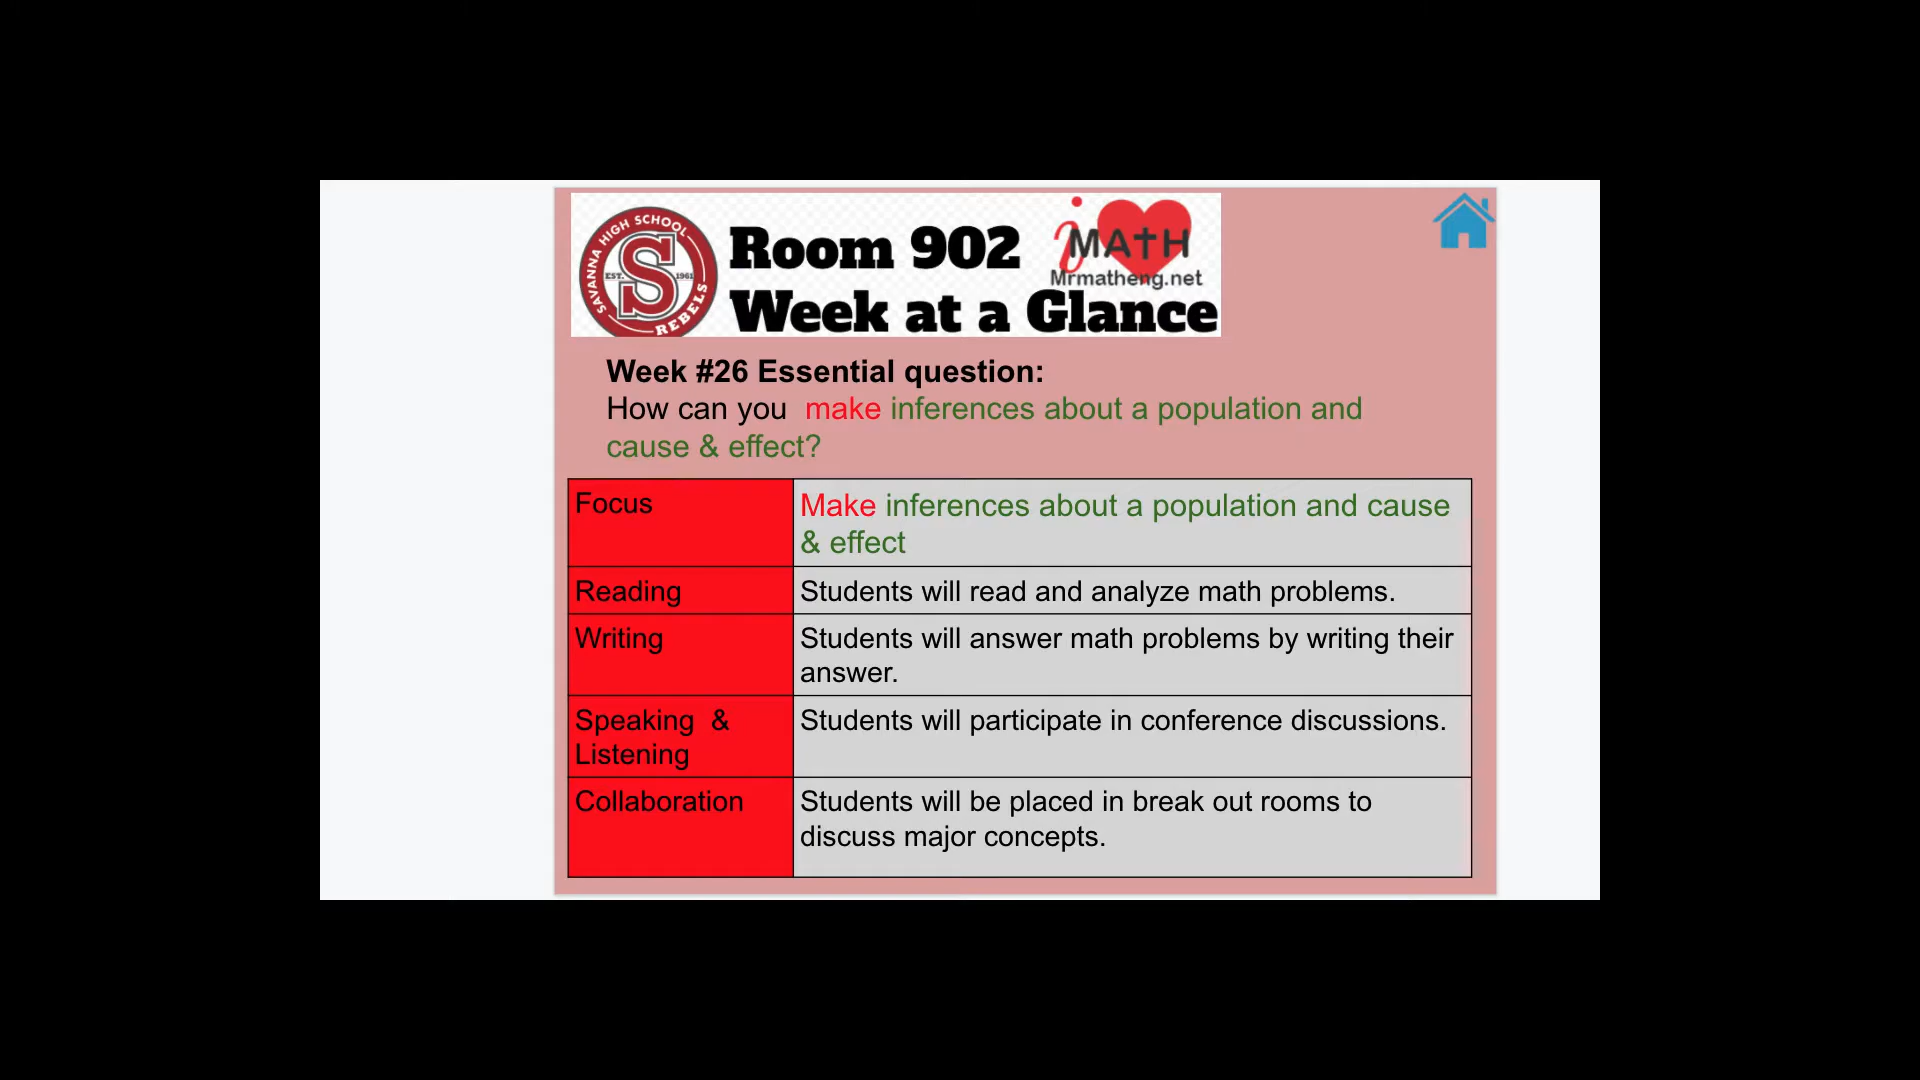 SAVANNA HIGH SCHOOL
EST. 1961
S
REBELS
Room 902
i MATH
Mrmatheng.net
Week at a Glance
Week #26 Essential question:
How can you  make inferences about a population and
cause & effect?
Focus
Make inferences about a population and cause
& effect
Reading
Students will read and analyze math problems.
Writing
Students will answer math problems by writing their
answer.
Speaking  &
Listening
Students will participate in conference discussions.
Collaboration
Students will be placed in break out rooms to
discuss major concepts.